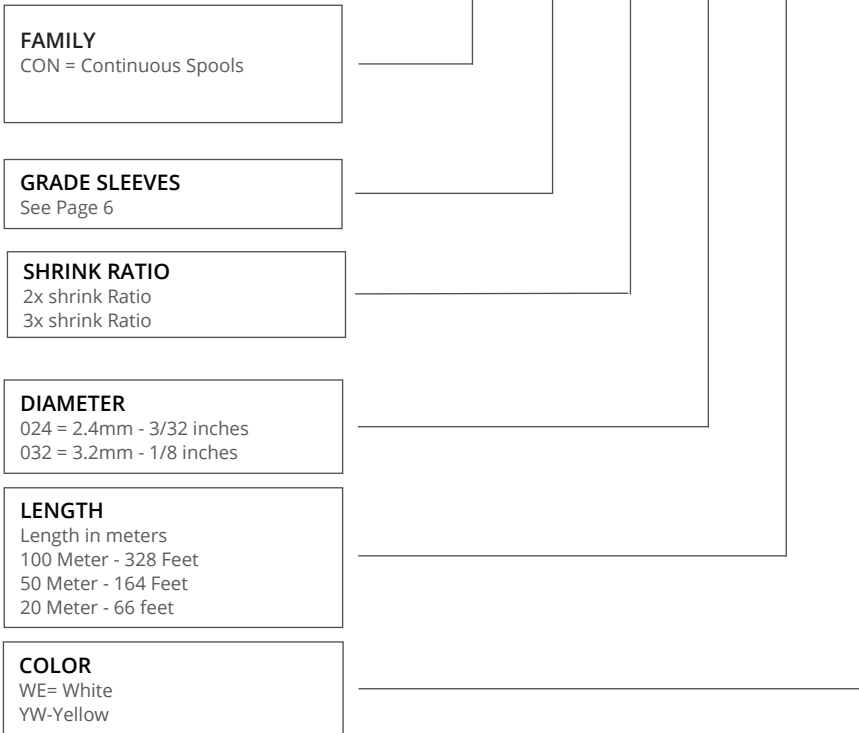 FAMILY
CON = Continuous Spools
GRADE SLEEVES
See Page 6
SHRINK RATIO
2x shrink Ratio
3x shrink Ratio
DIAMETER
024 = 2.4mm - 3/32 inches
032 = 3.2mm - 1/8 inches
LENGTH
Length in meters
100 Meter - 328 Feet
50 Meter - 164 Feet
20 Meter - 66 feet
COLOR
WE= White
YW-Yellow